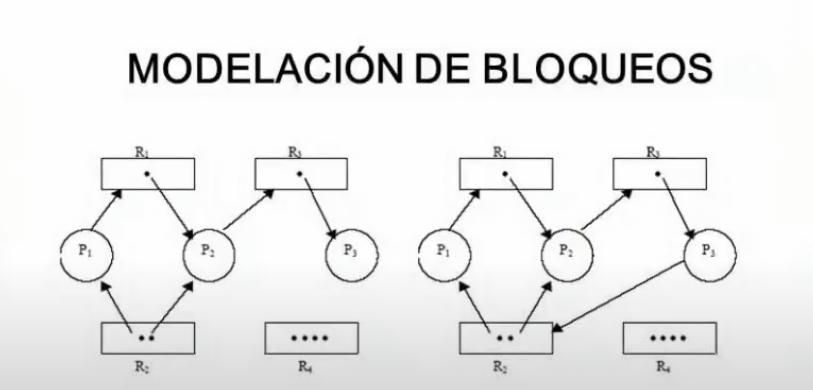 MODELACIÓN DE BLOQUEOS
R₁ R₃ R₁ R₃
P₁ P₂ P₃ P₁ P₂ P₃
R₂ R₄ R₂ R₄